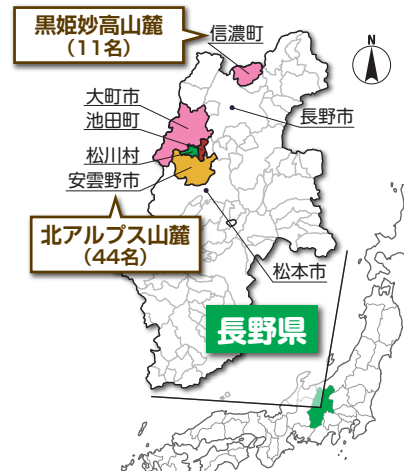 黒姫妙高山麓
（11名）
信濃町
N
大町市
池田町
長野市
松川村
安曇野市
北アルプス山麓
（44名）
松本市
長野県